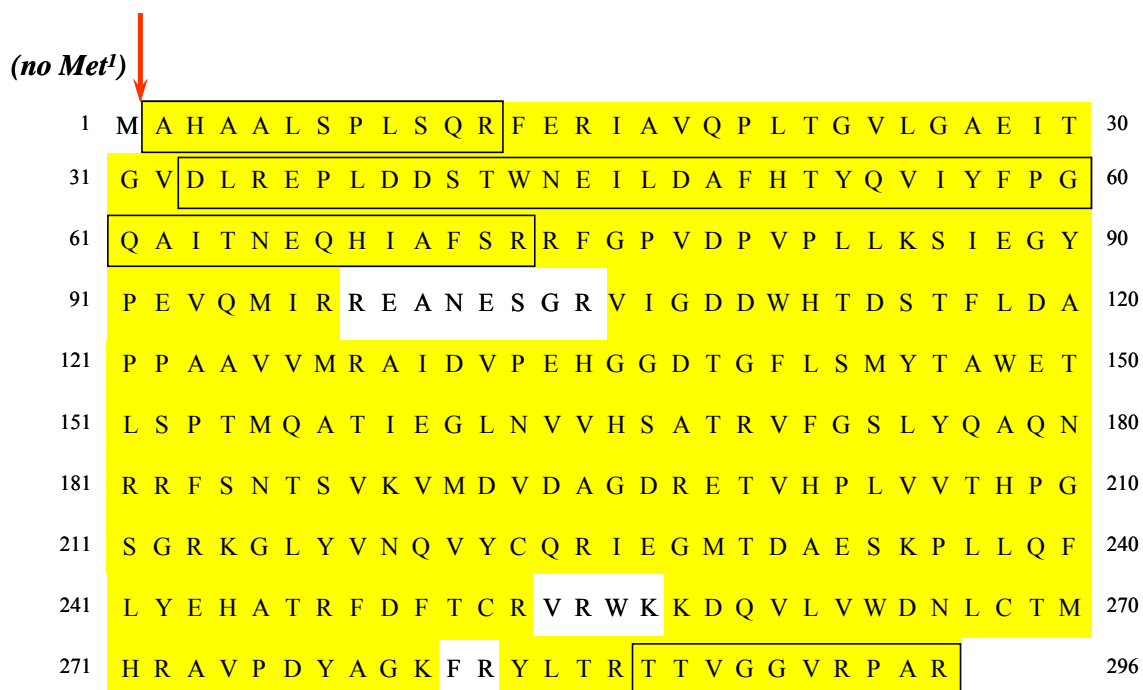 (no Met1)
1 M A H A A L S P L S Q R F E R I A V Q P L T G V L G A E I T 30
31 G V D L R E P L D D S T W N E I L D A F H T Y Q V I Y F P G 60
61 Q A I T N E Q H I A F S R R F G P V D P V P L L K S I E G Y 90
91 P E V Q M I R R E A N E S G R V I G D D W H T D S T F L D A 120
121 P P A A V V M R A I D V P E H G G D T G F L S M Y T A W E T 150
151 L S P T M Q A T I E G L N V V H S A T R V F G S L Y Q A Q N 180
181 R R F S N T S V K V M D V D A G D R E T V H P L V V T H P G 210
211 S G R K G L Y V N Q V Y C Q R I E G M T D A E S K P L L Q F 240
241 L Y E H A T R F D F T C R V R W K K D Q V L V W D N L C T M 270
271 H R A V P D Y A G K F R Y L T R T T V G G V R P A R 296